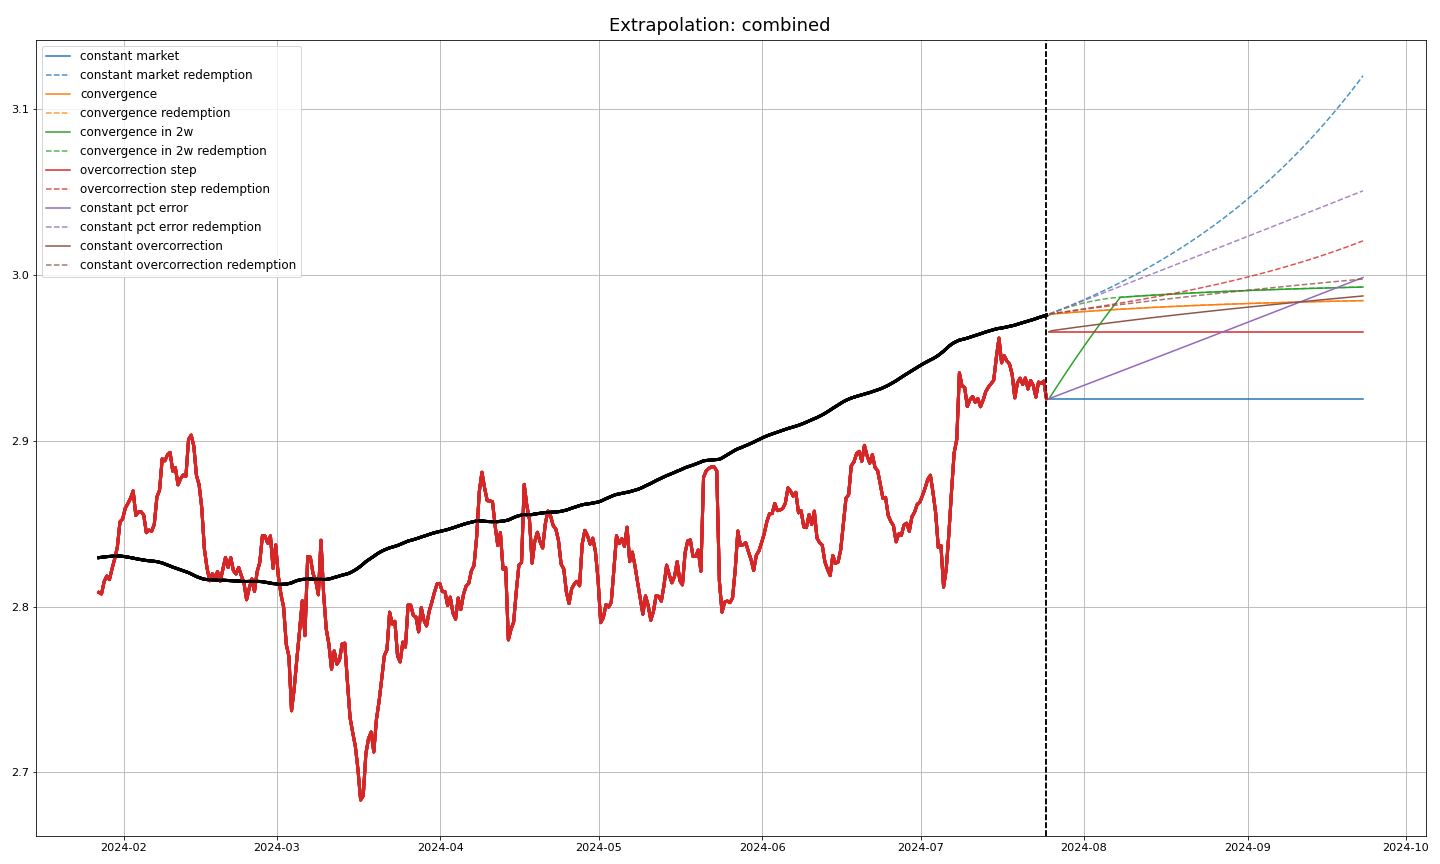 Extrapolation: combined
constant market
constant market redemption
convergence
convergence redemption
convergence in 2w
convergence in 2w redemption
overcorrection step
overcorrection step redemption
constant pct error
constant pct error redemption
constant overcorrection
constant overcorrection redemption
3.1
3.0
2.9
2.8
2.7
2024-02
2024-03
2024-04
2024-05
2024-06
2024-07
2024-08
2024-09
2024-10